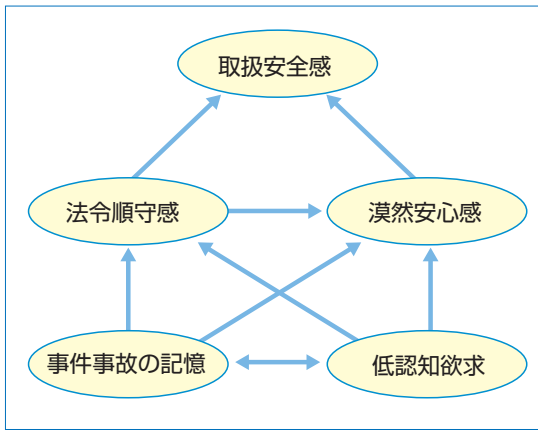 取扱安全感
法令順守感
漠然安心感
事件事故の記憶
低認知欲求